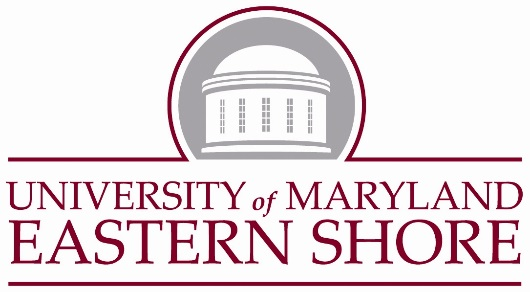 UNIVERSITY of MARYLAND
EASTERN SHORE